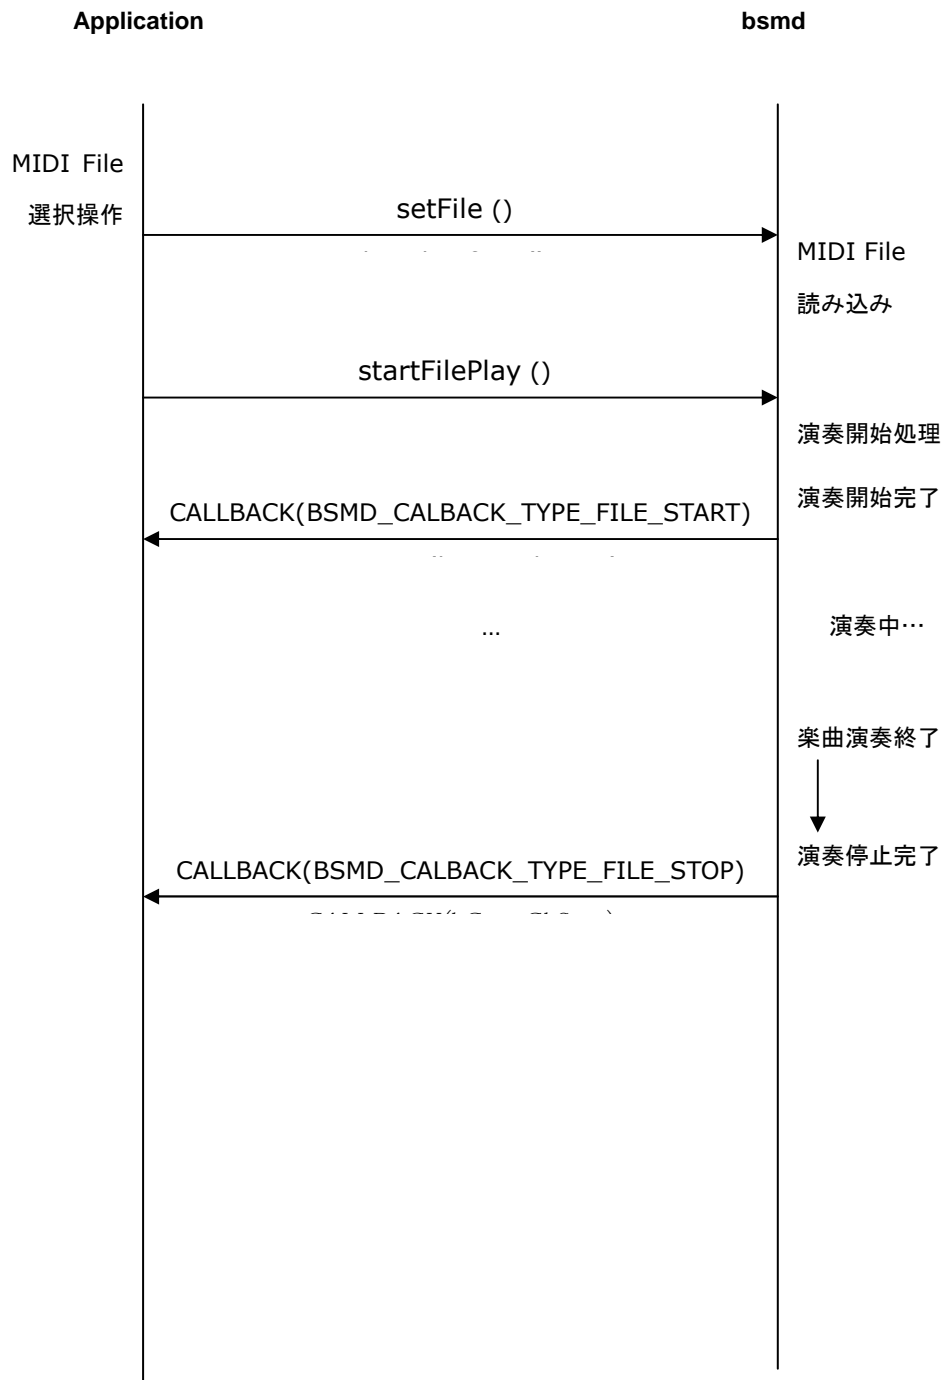 Application
bsmd
MIDI File
選択操作
setFile ()
MIDI File
読み込み
startFilePlay ()
演奏開始処理
演奏開始完了
CALLBACK(BSMD_CALBACK_TYPE_FILE_START)
...
演奏中…
楽曲演奏終了
演奏停止完了
CALLBACK(BSMD_CALBACK_TYPE_FILE_STOP)